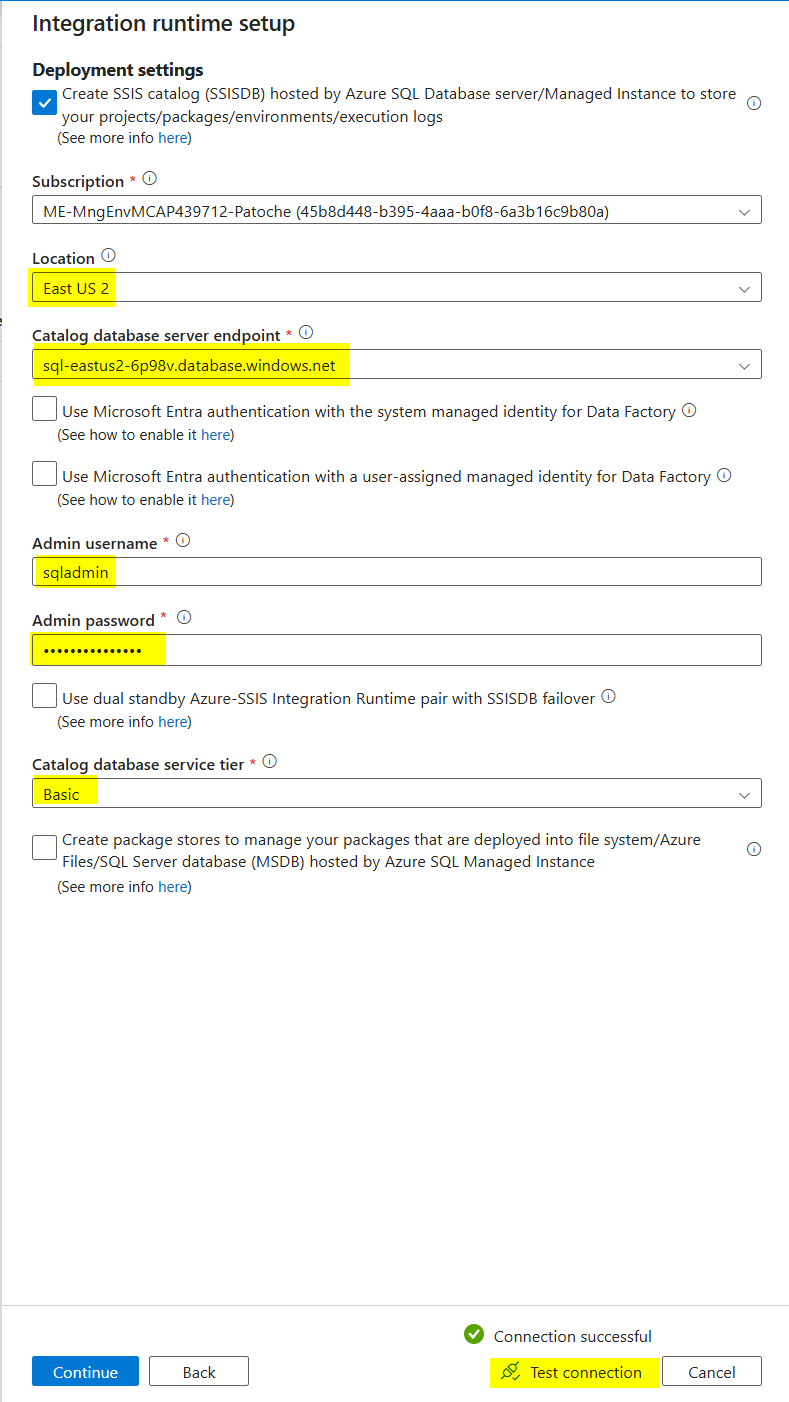 Integration runtime setup
Deployment settings
Create SSIS catalog (SSISDB) hosted by Azure SQL Database server/Managed Instance to store
your projects/packages/environments/execution logs
(See more info here)
Subscription *
ME-MngEnvMCAP439712-Patoche (45b8d448-b395-4aaa-b0f8-6a3b16c9b80a)
Location
East US 2
Catalog database server endpoint *
sql-eastus2-6p98v.database.windows.net
Use Microsoft Entra authentication with the system managed identity for Data Factory
(See how to enable it here)
Use Microsoft Entra authentication with a user-assigned managed identity for Data Factory
(See how to enable it here)
Admin username *
sqladmin
Admin password *
•••••••••••••••
Use dual standby Azure-SSIS Integration Runtime pair with SSISDB failover
(See more info here)
Catalog database service tier *
Basic
Create package stores to manage your packages that are deployed into file system/Azure
Files/SQL Server database (MSDB) hosted by Azure SQL Managed Instance
(See more info here)
Connection successful
Continue Back Test connection Cancel